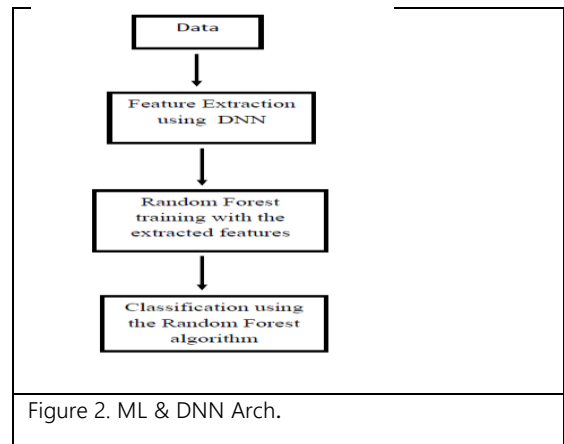 Data
Feature Extraction
using DNN
Random Forest
training with the
extracted features
Classification using
the Random Forest
algorithm
Figure 2. ML & DNN Arch.